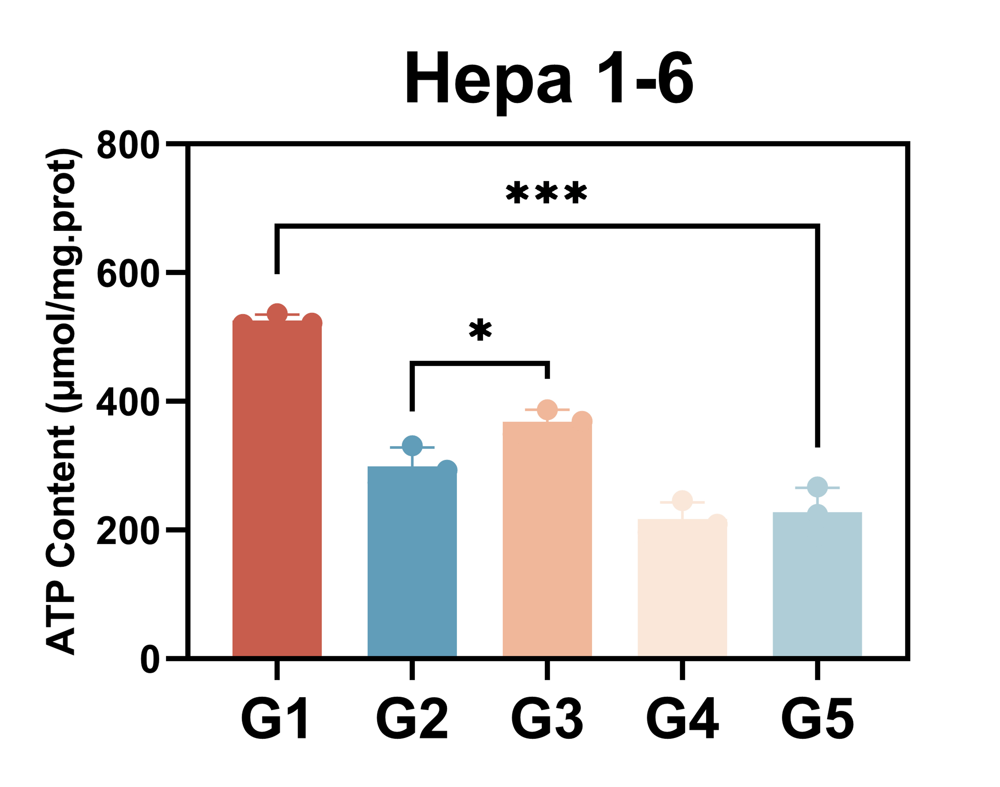 Hepa 1-6
ATP Content (µmol/mg.prot)
800
600
400
200
0
***
*
G1 G2 G3 G4 G5